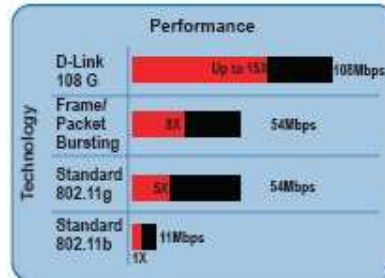 Performance
Technology
D-Link
108 G
Up to 15X
108Mbps
Frame/
Packet
Bursting
8X
54Mbps
Standard
802.11g
5X
54Mbps
Standard
802.11b
11Mbps
1X